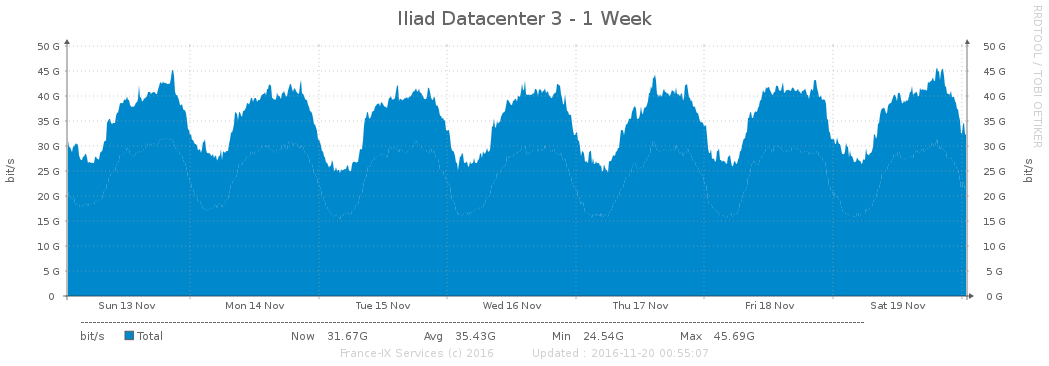 Iliad Datacenter 3 - 1 Week
RRDTOOL / TOBI OETIKER
50 G 50 G
45 G 45 G
40 G 40 G
35 G 35 G
30 G 30 G
25 G 25 G
20 G 20 G
15 G 15 G
10 G 10 G
5 G 5 G
0 0 G
bit/s bit/s
Sun 13 Nov Mon 14 Nov Tue 15 Nov Wed 16 Nov Thu 17 Nov Fri 18 Nov Sat 19 Nov
bit/s Total Now 31.67G Avg 35.43G Min 24.54G Max 45.69G
France-IX Services (c) 2016 Updated : 2016-11-20 00:55:07